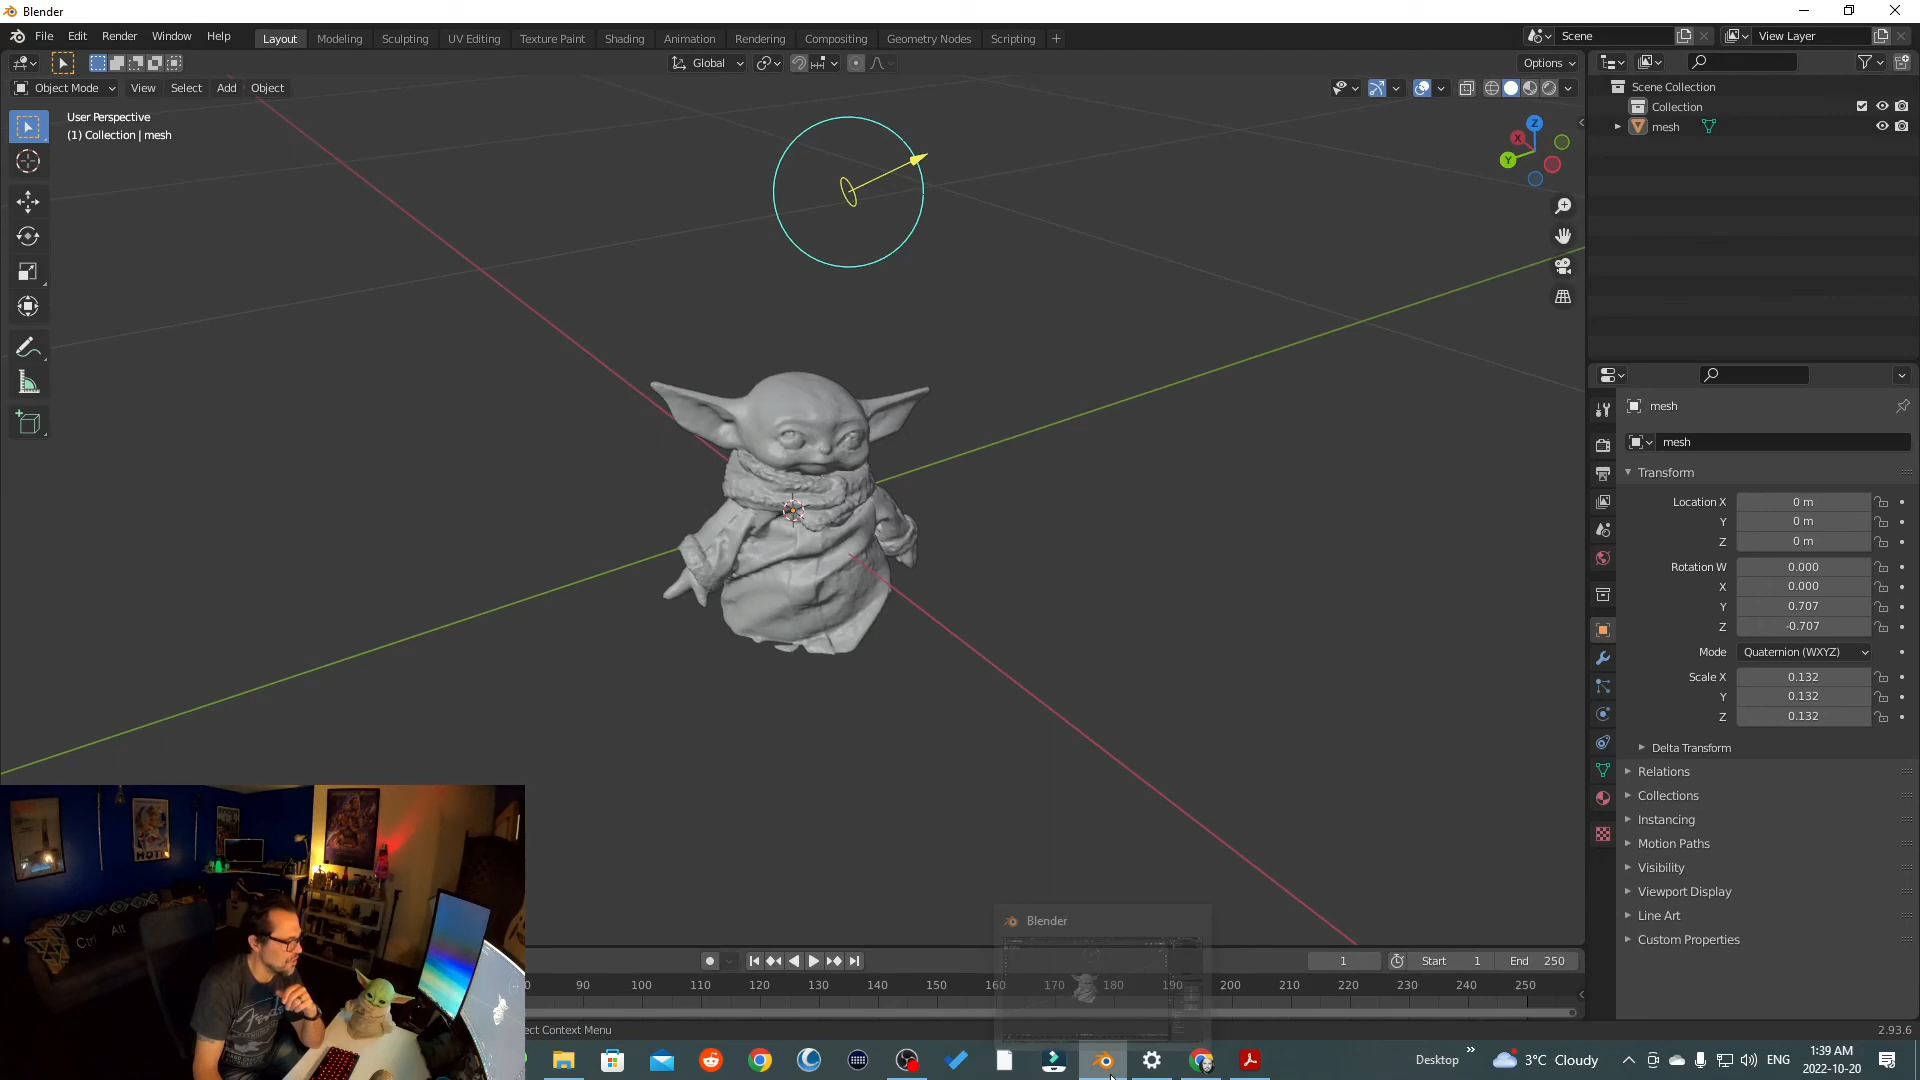 Blender
File Edit Render Window Help Layout Modeling Sculpting UV Editing Texture Paint Shading Animation Rendering Compositing Geometry Nodes Scripting Scene View Layer
Global Options
Object Mode View Select Add Object
User Perspective
(1) Collection | mesh
Z
X
Y
Scene Collection
Collection
mesh
mesh
mesh
Transform
Location X 0 m
Y 0 m
Z 0 m
Rotation W 0.000
X 0.000
Y 0.707
Z -0.707
Mode Quaternion (WXYZ)
Scale X 0.132
Y 0.132
Z 0.132
Delta Transform
Relations
Collections
Instancing
Motion Paths
Visibility
Viewport Display
Line Art
Custom Properties
Ctrl Alt
Blender
1 Start 1 End 250
90 100 110 120 130 140 150 160 170 180 190 200 210 220 230 240 250
ect Context Menu
2.93.6
Desktop 3°C Cloudy ENG 1:39 AM
2022-10-20